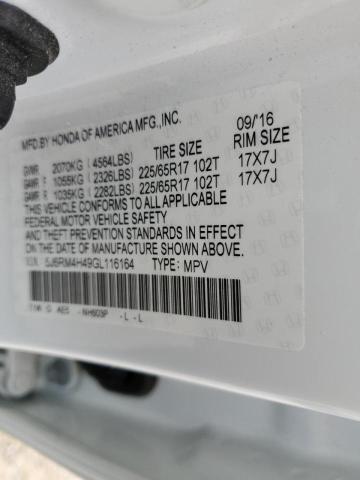 MFD.BY HONDA OF AMERICA MFG.,INC. 09/16
TIRE SIZE RIM SIZE
GVWR 2070KG (4564LBS)
GAWR F 1055KG (2326LBS) 225/65R17 102T 17X7J
GAWR R 1035KG (2282LBS) 225/65R17 102T 17X7J
THIS VEHICLE CONFORMS TO ALL APPLICABLE
FEDERAL MOTOR VEHICLE SAFETY
AND THEFT PREVENTION STANDARDS IN EFFECT
ON THE DATE OF MANUFACTURE SHOWN ABOVE.
V.I.N. 5J6RM4H49GL116164 TYPE: MPV
NH603P - L - L